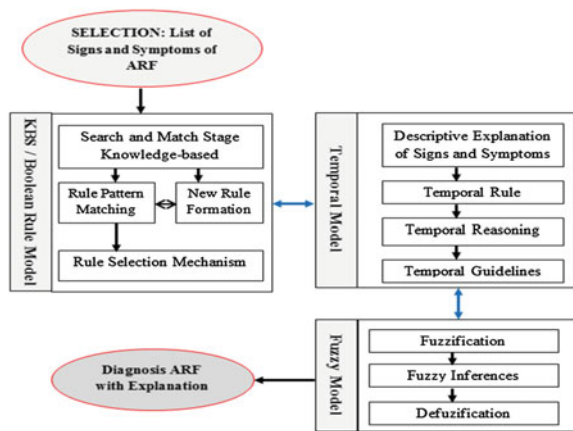 SELECTION: List of
Signs and Symptoms of
ARF
KBS / Boolean Rule Model
Search and Match Stage
Knowledge-based
Rule Pattern
Matching
New Rule
Formation
Rule Selection Mechanism
Temporal Model
Descriptive Explanation
of Signs and Symptoms
Temporal Rule
Temporal Reasoning
Temporal Guidelines
Fuzzy Model
Fuzzification
Fuzzy Inferences
Defuzification
Diagnosis ARF
with Explanation